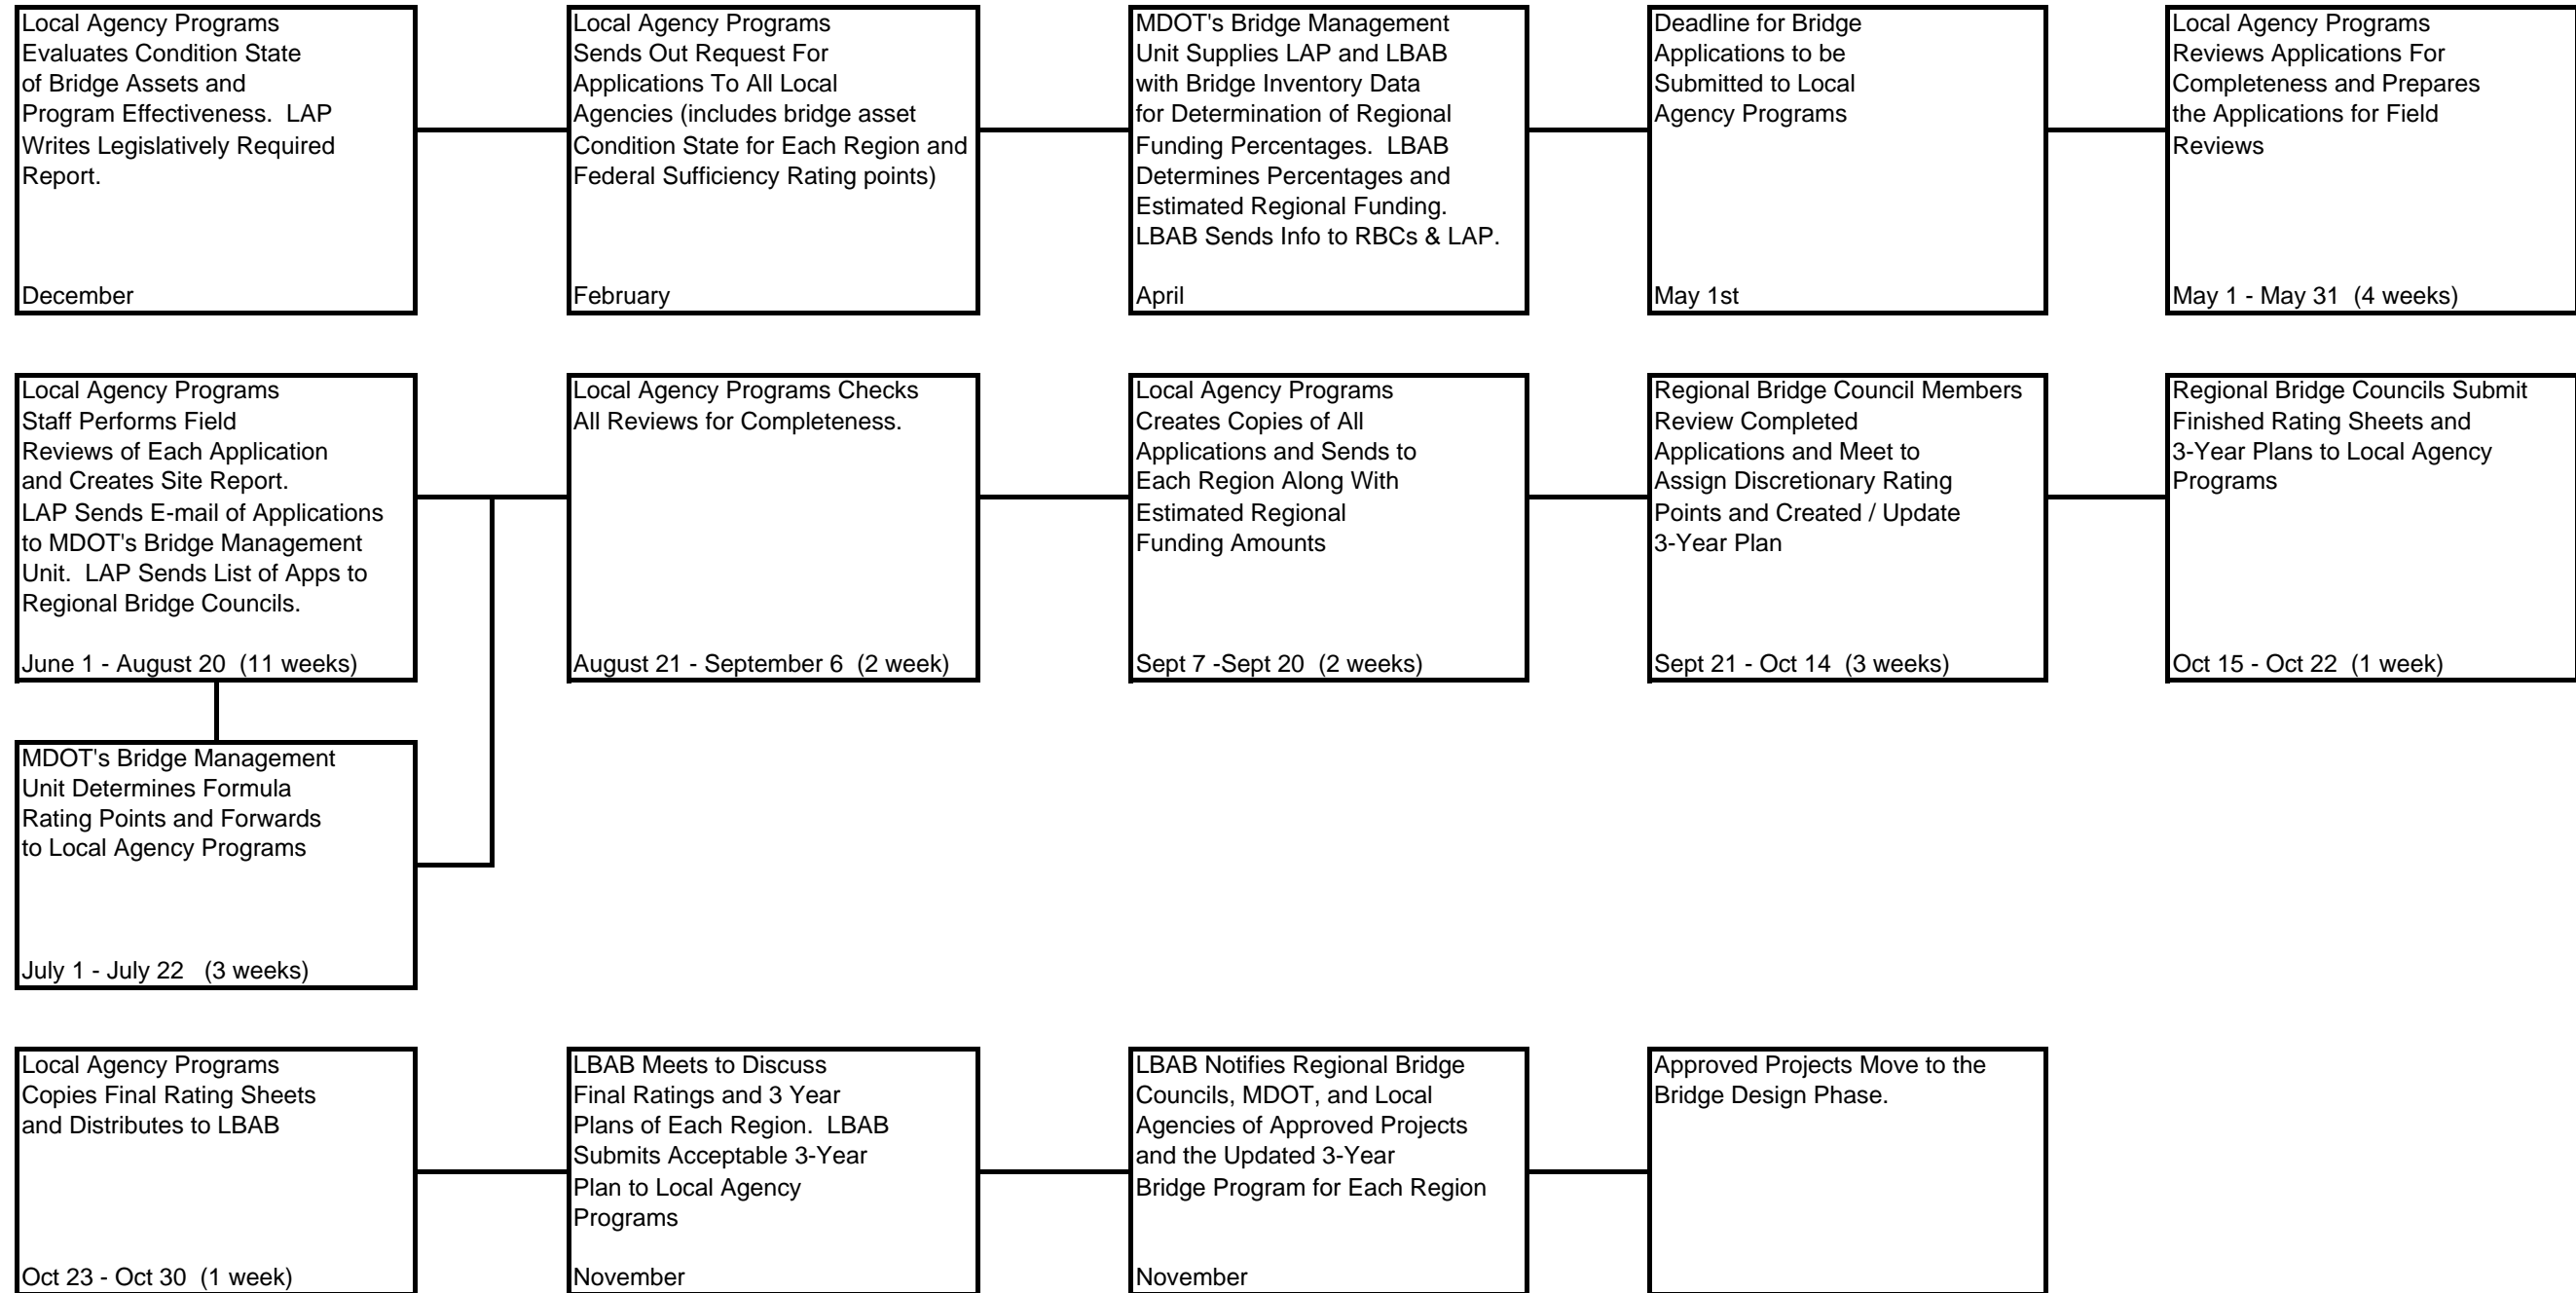 Local Agency Programs
Evaluates Condition State
of Bridge Assets and
Program Effectiveness.  LAP
Writes Legislatively Required
Report.
December
Local Agency Programs
Sends Out Request For
Applications To All Local
Agencies (includes bridge asset
Condition State for Each Region and
Federal Sufficiency Rating points)
February
MDOT's Bridge Management
Unit Supplies LAP and LBAB
with Bridge Inventory Data
for Determination of Regional
Funding Percentages.  LBAB
Determines Percentages and
Estimated Regional Funding.
LBAB Sends Info to RBCs & LAP.
April
Deadline for Bridge
Applications to be
Submitted to Local
Agency Programs
May 1st
Local Agency Programs
Reviews Applications For
Completeness and Prepares
the Applications for Field
Reviews
May 1 - May 31  (4 weeks)
Local Agency Programs
Staff Performs Field
Reviews of Each Application
and Creates Site Report.
LAP Sends E-mail of Applications
to MDOT's Bridge Management
Unit.  LAP Sends List of Apps to
Regional Bridge Councils.
June 1 - August 20  (11 weeks)
Local Agency Programs Checks
All Reviews for Completeness.
August 21 - September 6  (2 week)
Local Agency Programs
Creates Copies of All
Applications and Sends to
Each Region Along With
Estimated Regional
Funding Amounts
Sept 7 -Sept 20  (2 weeks)
Regional Bridge Council Members
Review Completed
Applications and Meet to
Assign Discretionary Rating
Points and Created / Update
3-Year Plan
Sept 21 - Oct 14  (3 weeks)
Regional Bridge Councils Submit
Finished Rating Sheets and
3-Year Plans to Local Agency
Programs
Oct 15 - Oct 22  (1 week)
MDOT's Bridge Management
Unit Determines Formula
Rating Points and Forwards
to Local Agency Programs
July 1 - July 22   (3 weeks)
Local Agency Programs
Copies Final Rating Sheets
and Distributes to LBAB
Oct 23 - Oct 30  (1 week)
LBAB Meets to Discuss
Final Ratings and 3 Year
Plans of Each Region.  LBAB
Submits Acceptable 3-Year
Plan to Local Agency
Programs
November
LBAB Notifies Regional Bridge
Councils, MDOT, and Local
Agencies of Approved Projects
and the Updated 3-Year
Bridge Program for Each Region
November
Approved Projects Move to the
Bridge Design Phase.